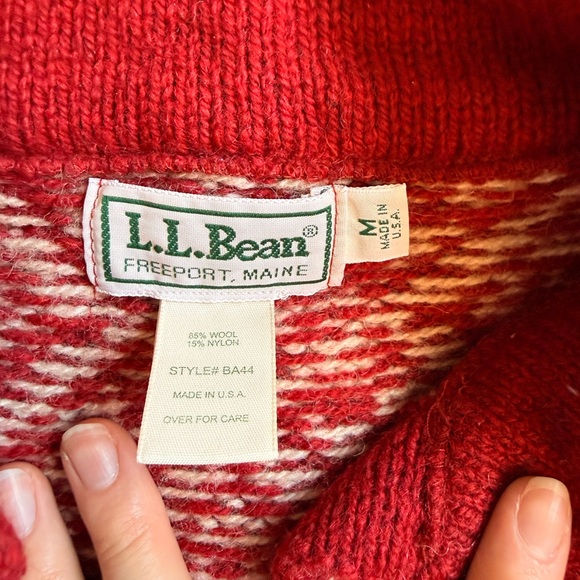 L.L.Bean®
FREEPORT, MAINE
M
MADE IN
U.S.A.
85% WOOL
15% NYLON
STYLE# BA44
MADE IN U.S.A.
OVER FOR CARE